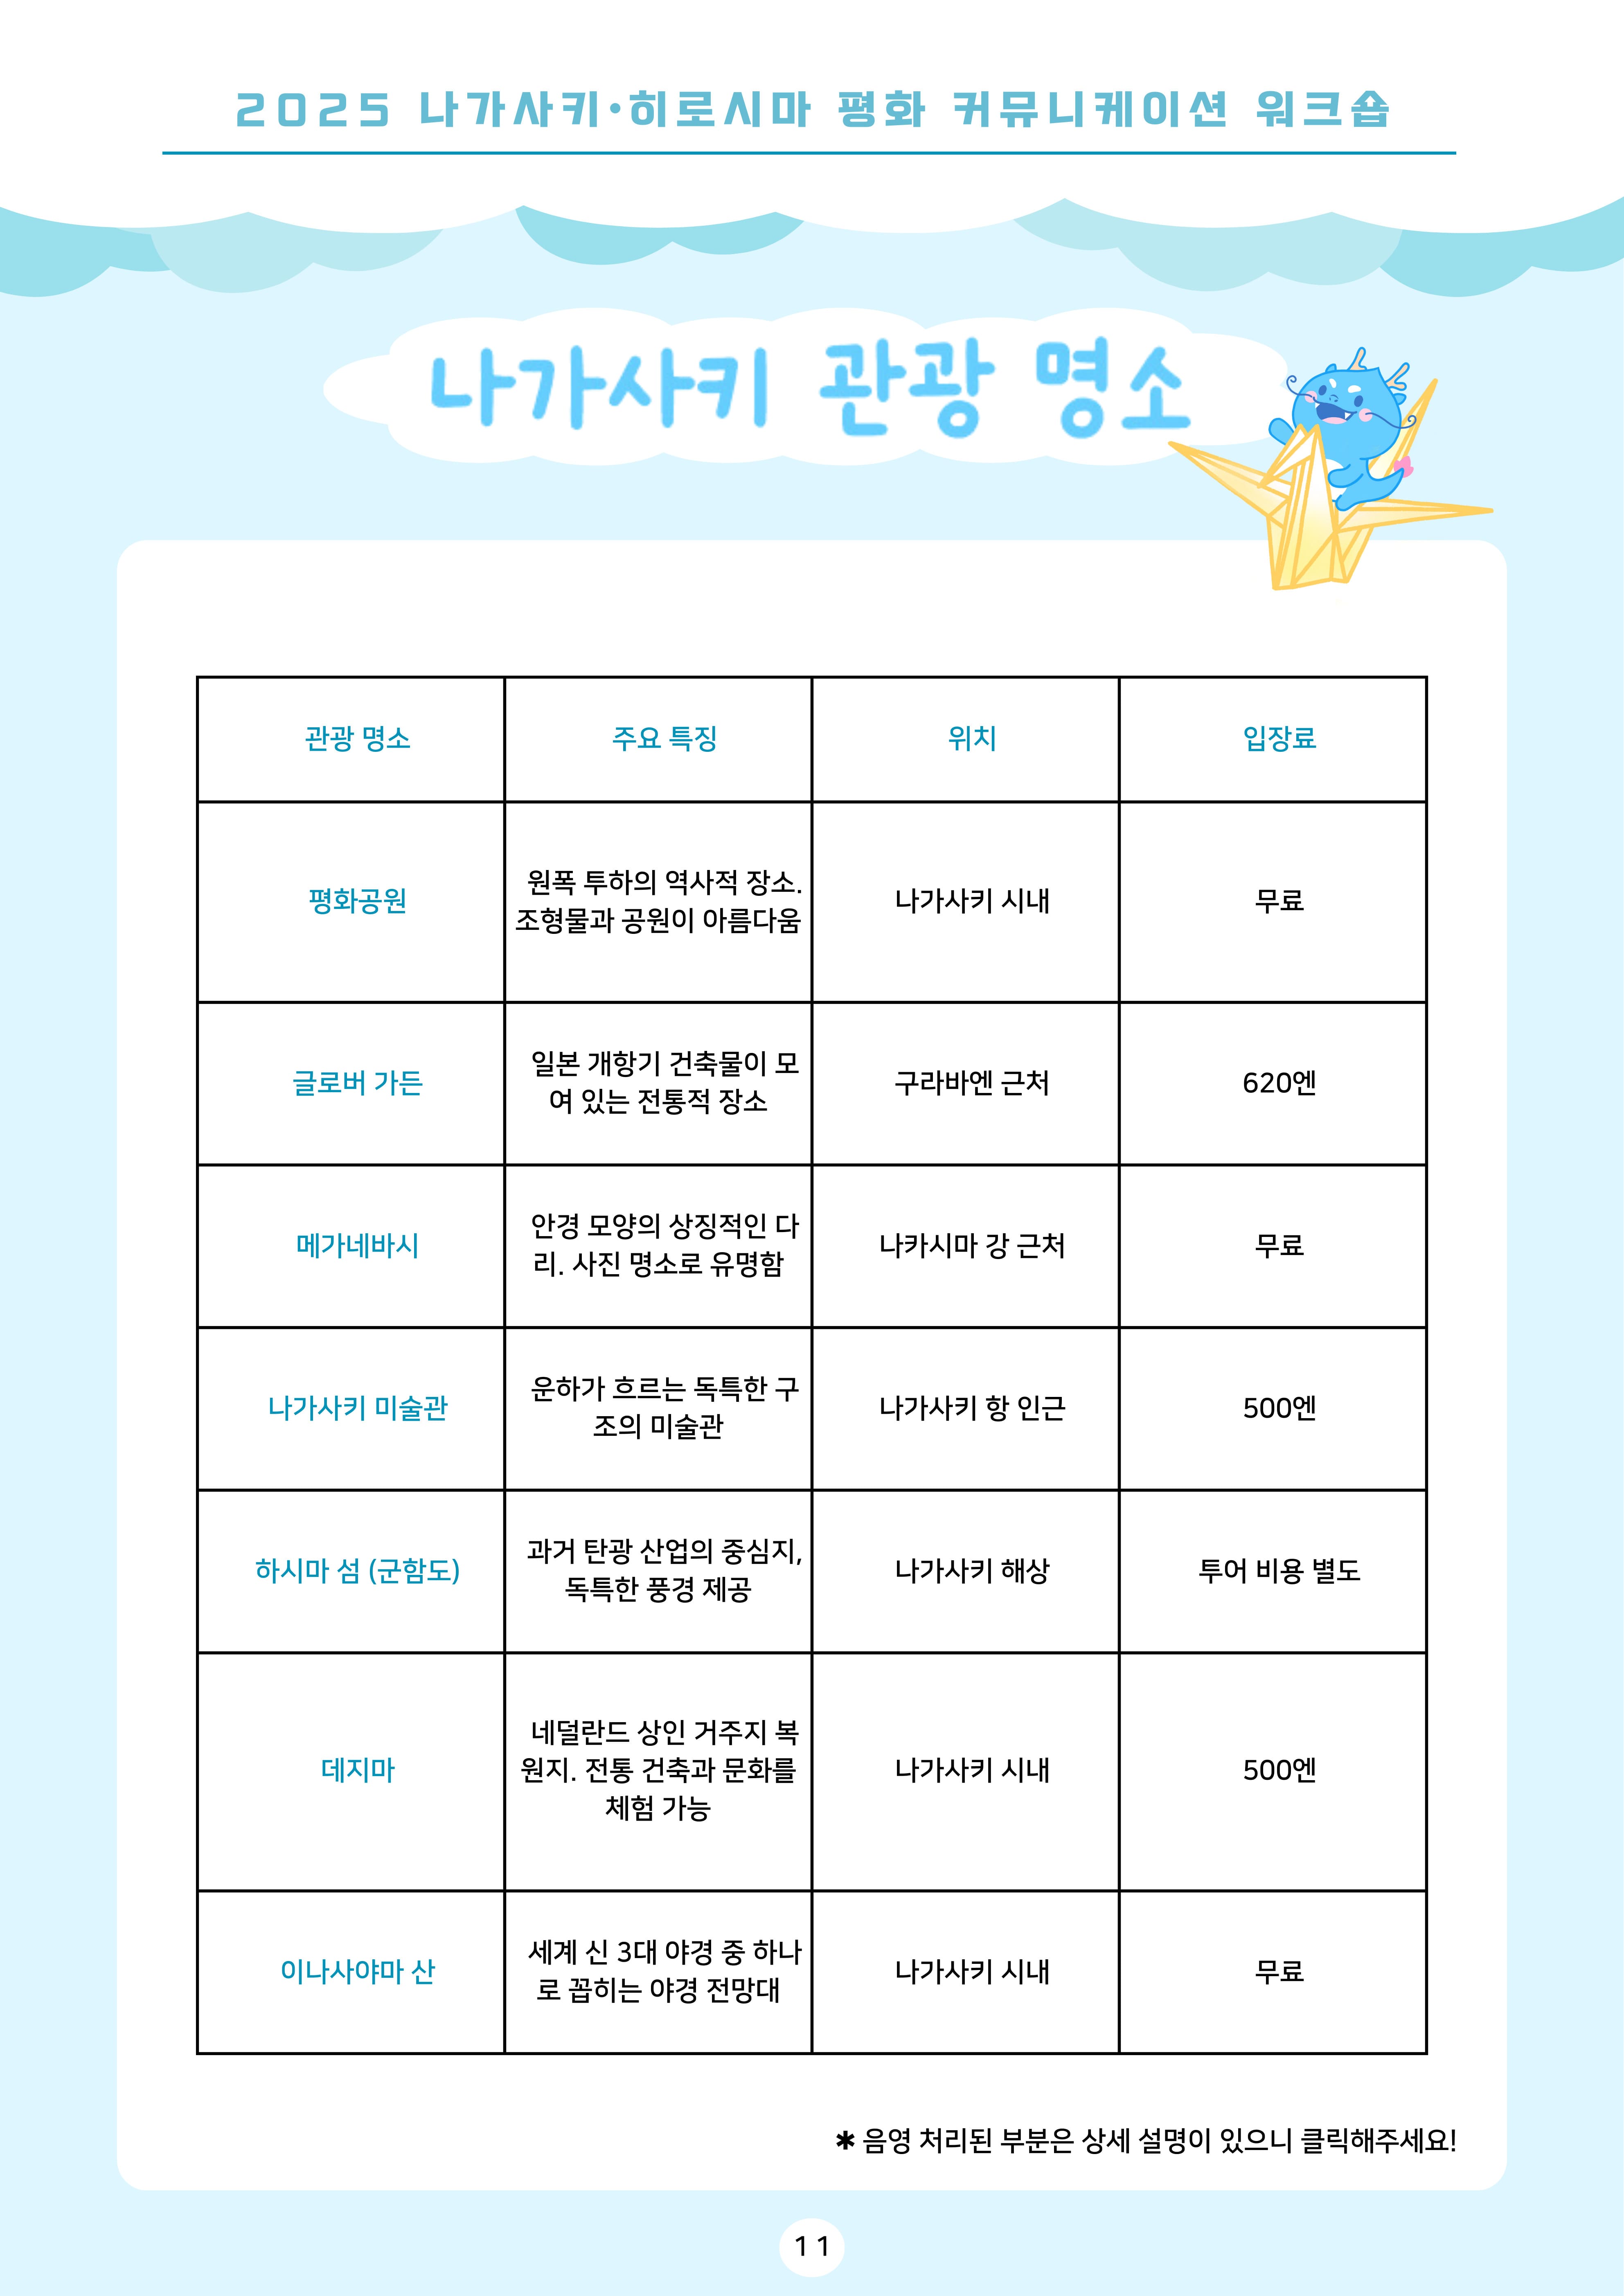 2025 나가사키·히로시마 평화 커뮤니케이션 워크숍
나가사키 관광 명소
관광 명소 주요 특징 위치 입장료
평화공원
원폭 투하의 역사적 장소.
조형물과 공원이 아름다움
나가사키 시내
무료
글로버 가든
일본 개항기 건축물이 모
여 있는 전통적 장소
구라바엔 근처
620엔
메가네바시
안경 모양의 상징적인 다
리. 사진 명소로 유명함
나카시마 강 근처
무료
나가사키 미술관
운하가 흐르는 독특한 구
조의 미술관
나가사키 항 인근
500엔
하시마 섬 (군함도)
과거 탄광 산업의 중심지,
독특한 풍경 제공
나가사키 해상
투어 비용 별도
데지마
네덜란드 상인 거주지 복
원지. 전통 건축과 문화를
체험 가능
나가사키 시내
500엔
이나사야마 산
세계 신 3대 야경 중 하나
로 꼽히는 야경 전망대
나가사키 시내
무료
✱ 음영 처리된 부분은 상세 설명이 있으니 클릭해주세요!
11